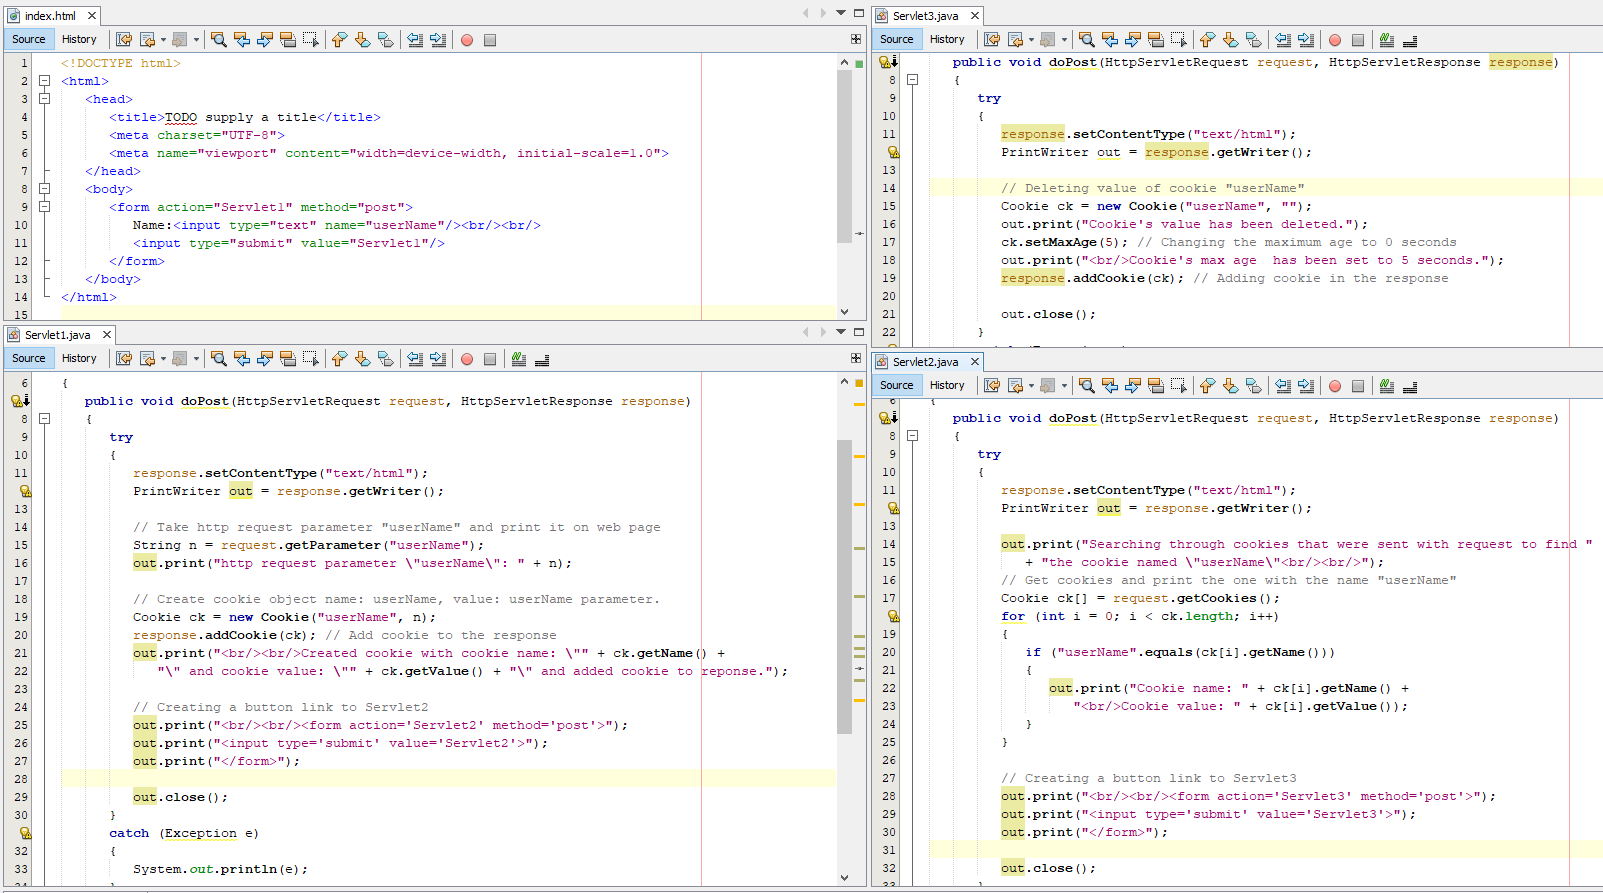 index.html
Source History
1 <!DOCTYPE html>
2 <html>
3 <head>
4 <title>TODO supply a title</title>
5 <meta charset="UTF-8">
6 <meta name="viewport" content="width=device-width, initial-scale=1.0">
7 </head>
8 <body>
9 <form action="Servlet1" method="post">
10 Name:<input type="text" name="userName"/><br/><br/>
11 <input type="submit" value="Servlet1"/>
12 </form>
13 </body>
14 </html>
15
Servlet1.java
Source History
6 {
public void doPost(HttpServletRequest request, HttpServletResponse response)
8 {
9 try
10 {
11 response.setContentType("text/html");
PrintWriter out = response.getWriter();
13
14 // Take http request parameter "userName" and print it on web page
15 String n = request.getParameter("userName");
16 out.print("http request parameter \"userName\": " + n);
17
18 // Create cookie object name: userName, value: userName parameter.
19 Cookie ck = new Cookie("userName", n);
20 response.addCookie(ck); // Add cookie to the response
21 out.print("<br/><br/>Created cookie with cookie name: \"" + ck.getName() +
22 "\" and cookie value: \"" + ck.getValue() + "\" and added cookie to reponse.");
23
24 // Creating a button link to Servlet2
25 out.print("<br/><br/><form action='Servlet2' method='post'>");
26 out.print("<input type='submit' value='Servlet2'>");
27 out.print("</form>");
28
29 out.close();
30 }
catch (Exception e)
32 {
33 System.out.println(e);
Servlet3.java
Source History
public void doPost(HttpServletRequest request, HttpServletResponse response)
8 {
9 try
10 {
11 response.setContentType("text/html");
PrintWriter out = response.getWriter();
13
14 // Deleting value of cookie "userName"
15 Cookie ck = new Cookie("userName", "");
16 out.print("Cookie's value has been deleted.");
17 ck.setMaxAge(5); // Changing the maximum age to 0 seconds
18 out.print("<br/>Cookie's max age  has been set to 5 seconds.");
19 response.addCookie(ck); // Adding cookie in the response
20
21 out.close();
22 }
Servlet2.java
Source History
6 {
public void doPost(HttpServletRequest request, HttpServletResponse response)
8 {
9 try
10 {
11 response.setContentType("text/html");
PrintWriter out = response.getWriter();
13
14 out.print("Searching through cookies that were sent with request to find "
15 + "the cookie named \"userName\"<br/><br/>");
16 // Get cookies and print the one with the name "userName"
17 Cookie ck[] = request.getCookies();
for (int i = 0; i < ck.length; i++)
19 {
20 if ("userName".equals(ck[i].getName()))
21 {
22 out.print("Cookie name: " + ck[i].getName() +
23 "<br/>Cookie value: " + ck[i].getValue());
24 }
25 }
26
27 // Creating a button link to Servlet3
28 out.print("<br/><br/><form action='Servlet3' method='post'>");
29 out.print("<input type='submit' value='Servlet3'>");
30 out.print("</form>");
31
32 out.close();